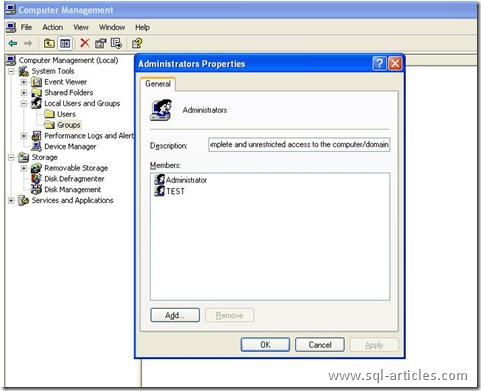 Computer Management
File Action View Window Help
Computer Management (Local)
System Tools
Event Viewer
Shared Folders
Local Users and Groups
Users
Groups
Performance Logs and Alert
Device Manager
Storage
Removable Storage
Disk Defragmenter
Disk Management
Services and Applications
Administrators Properties
General
Administrators
Description: omplete and unrestricted access to the computer/domain
Members:
Administrator
TEST
Add... Remove
OK Cancel Apply
www.sql-articles.com